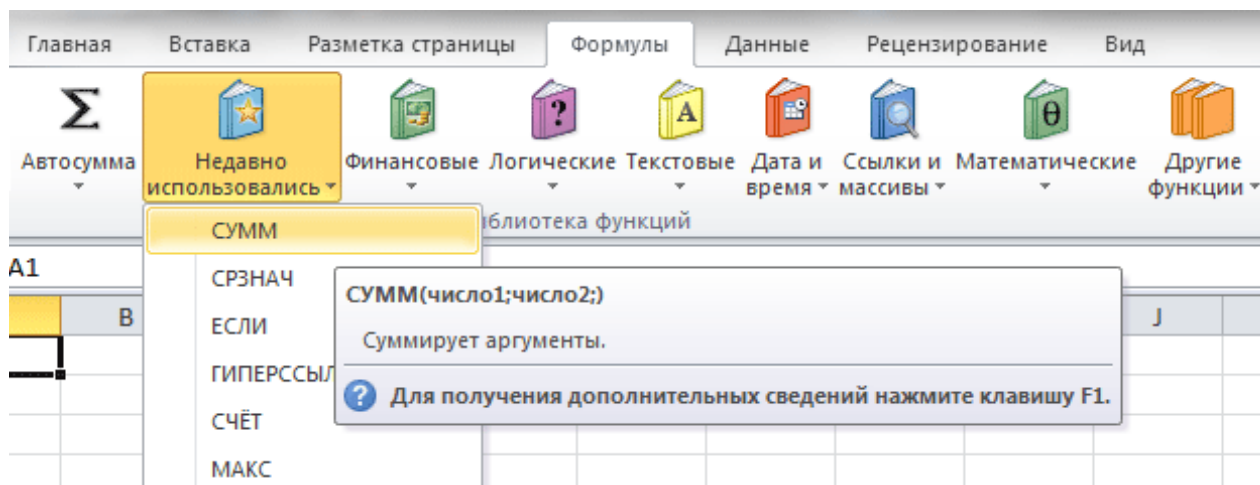 Главная Вставка Разметка страницы Формулы Данные Рецензирование Вид
Σ ? A θ
Автосумма Недавно использовались Финансовые Логические Текстовые Дата и время Ссылки и массивы Математические Другие функции
СУММ
иблиотека функций
A1
СРЗНАЧ
СУММ(число1;число2;)
B
J
ЕСЛИ
Суммирует аргументы.
ГИПЕРССЫЛ
? Для получения дополнительных сведений нажмите клавишу F1.
СЧЁТ
МАКС